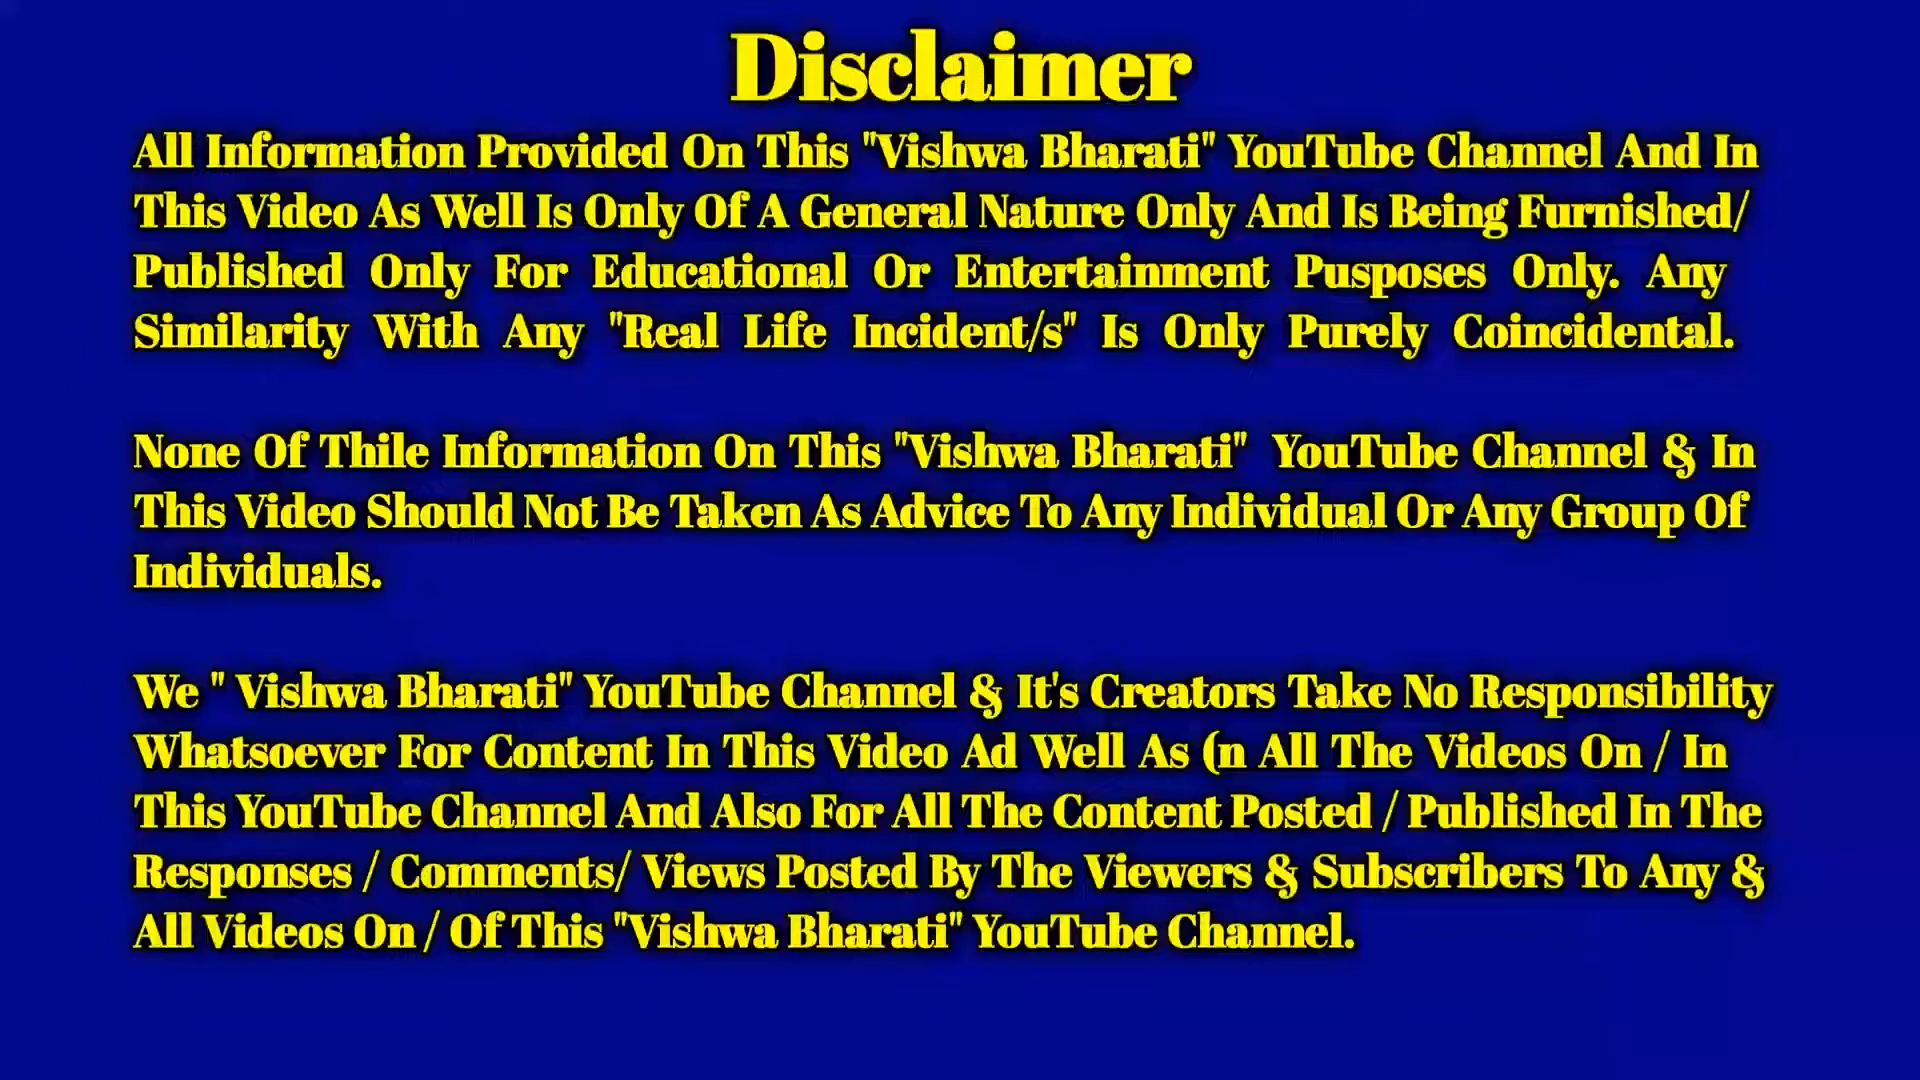 Disclaimer
All Information Provided On This "Vishwa Bharati" YouTube Channel And In
This Video As Well Is Only Of A General Nature Only And Is Being Furnished/
Published Only For Educational Or Entertainment Pusposes Only. Any
Similarity With Any "Real Life Incident/s" Is Only Purely Coincidental.
None Of Thile Information On This "Vishwa Bharati" YouTube Channel & In
This Video Should Not Be Taken As Advice To Any Individual Or Any Group Of
Individuals.
We " Vishwa Bharati" YouTube Channel & It's Creators Take No Responsibility
Whatsoever For Content In This Video Ad Well As (n All The Videos On / In
This YouTube Channel And Also For All The Content Posted / Published In The
Responses / Comments/ Views Posted By The Viewers & Subscribers To Any &
All Videos On / Of This "Vishwa Bharati" YouTube Channel.